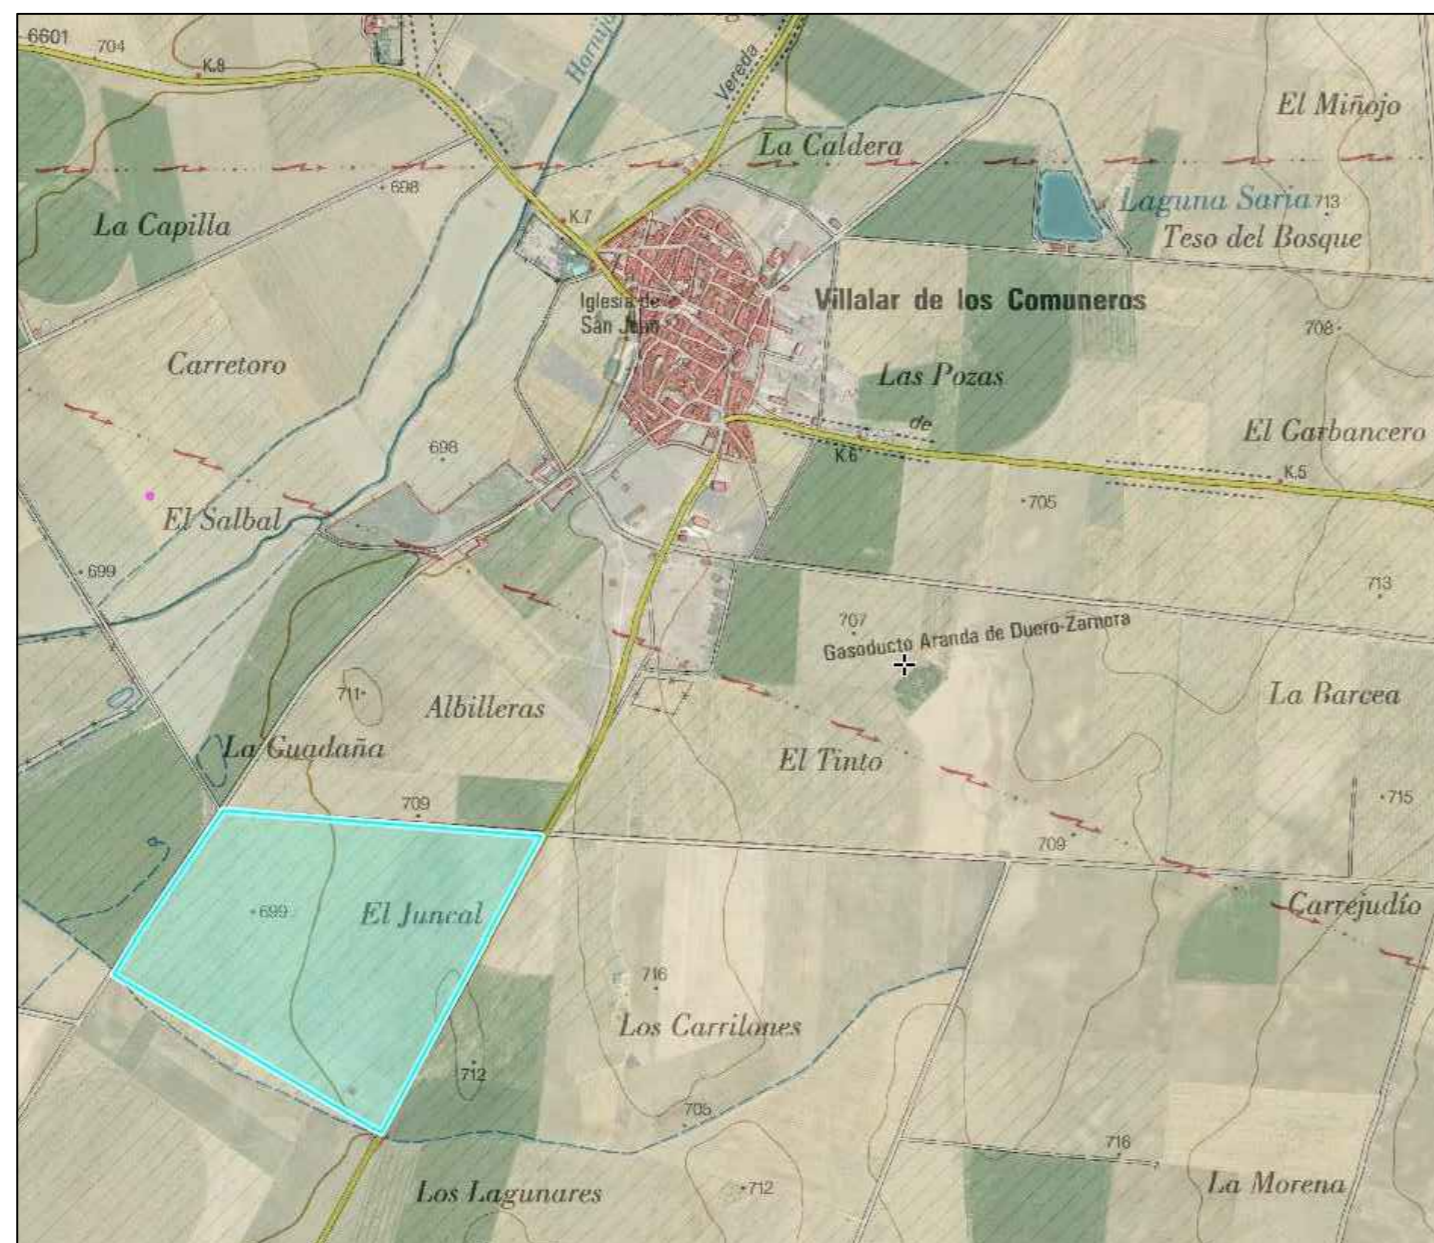 6601
704
K.8
Vereda
El Miñojo
La Caldera
698
La Capilla
K.7
Laguna Saria
713
Teso del Bosque
Iglesia de
San Juan
Villalar de los Comuneros
708
Carretoro
Las Pozas
de
El Garbancero
698
K.6
K.5
705
El Salbal
699
713
707
Gasoducto Aranda de Duero-Zamora
711
Albilleras
La Barcea
La Guadaña
El Tinto
709
715
709
699
El Juncal
Carrejudío
716
Los Carrilones
712
705
716
Los Lagunares
712
La Morena